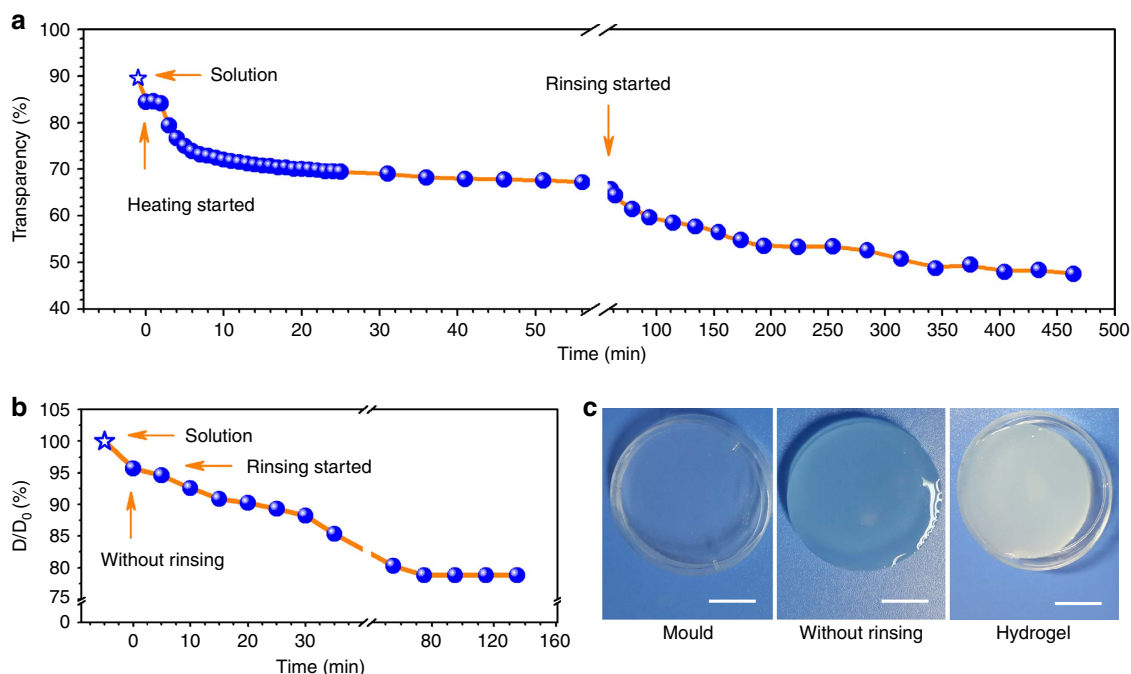 a
100
90
80
70
60
50
40
Transparency (%)
Solution
Heating started
Rinsing started
0 10 20 30 40 50 100 150 200 250 300 350 400 450 500
Time (min)
b
105
100
95
90
85
80
75
0
D/D0 (%)
Solution
Rinsing started
Without rinsing
0 10 20 30 80 100 120 140 160
Time (min)
c
Mould Without rinsing Hydrogel